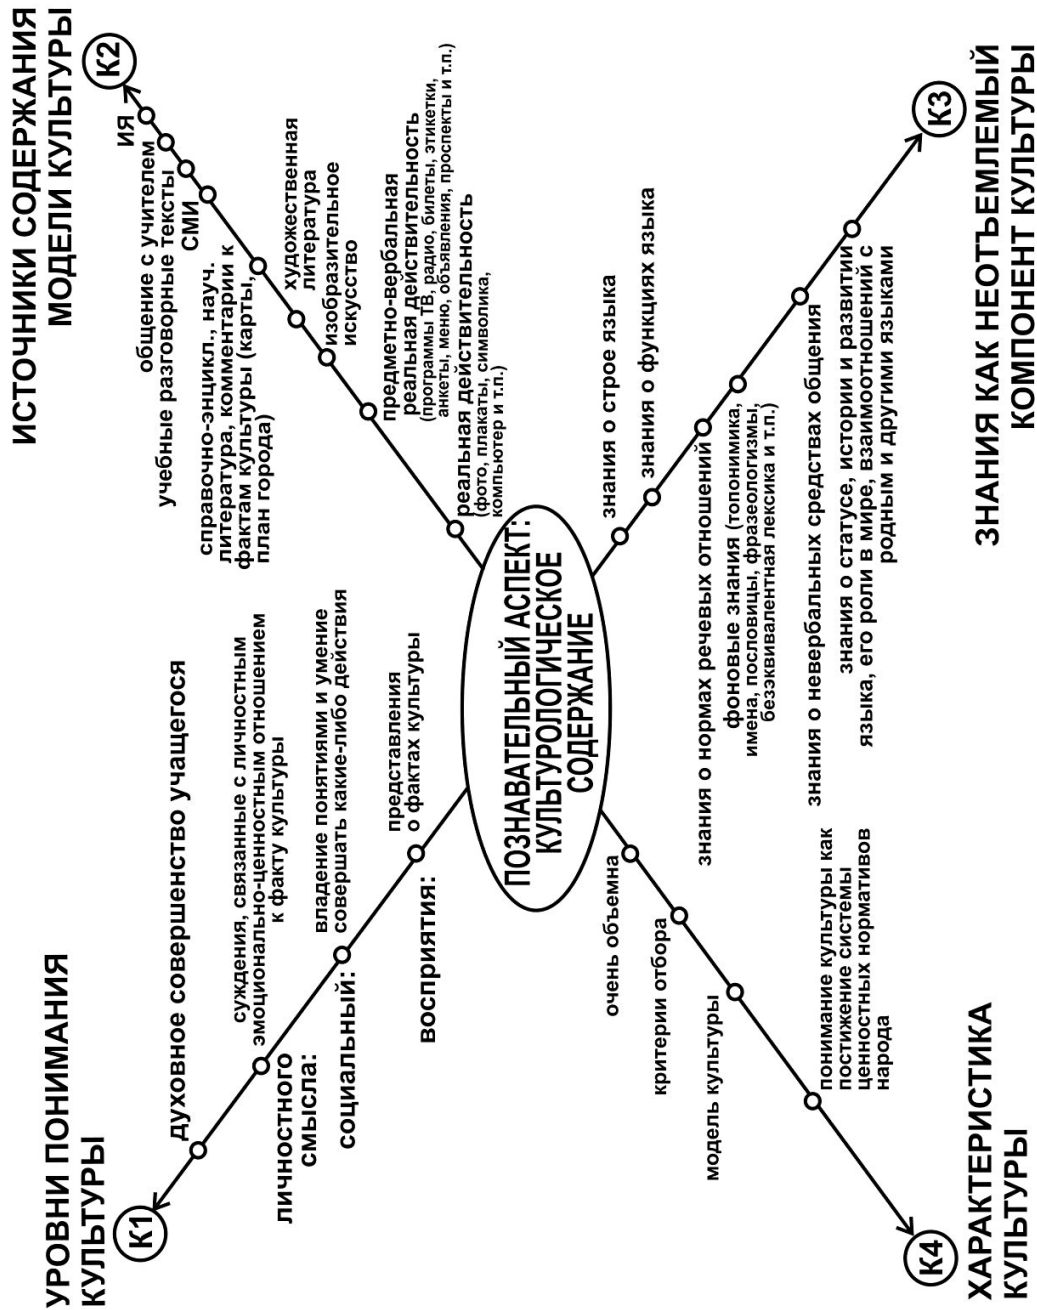 УРОВНИ ПОНИМАНИЯ
КУЛЬТУРЫ
К1
духовное совершенство учащегося
суждения, связанные с личностным
эмоционально-ценностным отношением
к факту культуры
личностного
смысла:
владение понятиями и умение
совершать какие-либо действия
социальный:
представления
о фактах культуры
восприятия:
ИСТОЧНИКИ СОДЕРЖАНИЯ
МОДЕЛИ КУЛЬТУРЫ
К2
ИЯ
общение с учителем
учебные разговорные тексты
СМИ
справочно-энцикл., науч.
литература, комментарии к
фактам культуры (карты,
план города)
художественная
литература
изобразительное
искусство
предметно-вербальная
реальная действительность
(программы ТВ, радио, билеты, этикетки,
анкеты, меню, объявления, проспекты и т.п.)
реальная действительность
(фото, плакаты, символика,
компьютер и т.п.)
ПОЗНАВАТЕЛЬНЫЙ АСПЕКТ:
КУЛЬТУРОЛОГИЧЕСКОЕ
СОДЕРЖАНИЕ
очень объемна
критерии отбора
модель культуры
понимание культуры как
постижение системы
ценностных нормативов
народа
К4
ХАРАКТЕРИСТИКА
КУЛЬТУРЫ
знания о строе языка
знания о функциях языка
знания о нормах речевых отношений
фоновые знания (топонимика,
имена, пословицы, фразеологизмы,
безэквивалентная лексика и т.п.)
знания о невербальных средствах общения
знания о статусе, истории и развитии
языка, его роли в мире, взаимоотношений с
родным и другими языками
К3
ЗНАНИЯ КАК НЕОТЪЕМЛЕМЫЙ
КОМПОНЕНТ КУЛЬТУРЫ